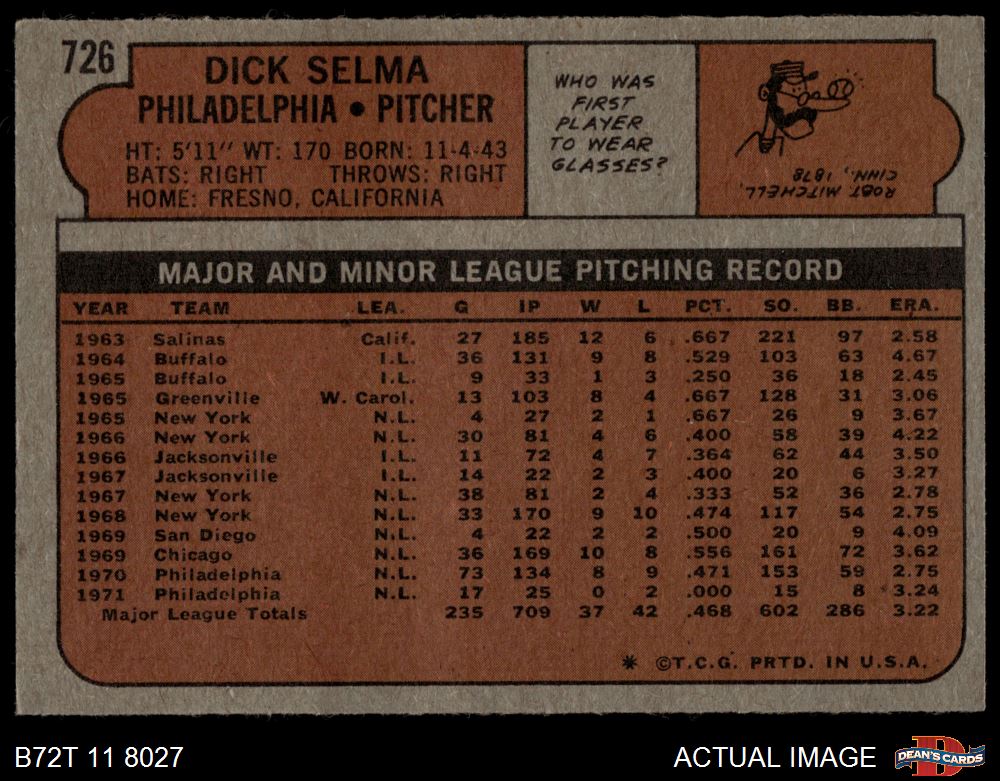 726
DICK SELMA
PHILADELPHIA • PITCHER
HT: 5'11" WT: 170 BORN: 11-4-43
BATS: RIGHT THROWS: RIGHT
HOME: FRESNO, CALIFORNIA
WHO WAS
FIRST
PLAYER
TO WEAR
GLASSES?
ROBT MITCHELL,
CINN., 1878
MAJOR AND MINOR LEAGUE PITCHING RECORD
YEAR TEAM LEA. G IP W L PCT. SO. BB. ERA.
1963 Salinas Calif. 27 185 12 6 .667 221 97 2.58
1964 Buffalo I.L. 36 131 9 8 .529 103 63 4.67
1965 Buffalo I.L. 9 33 1 3 .250 36 18 2.45
1965 Greenville W. Carol. 13 103 8 4 .667 128 31 3.06
1965 New York N.L. 4 27 2 1 .667 26 9 3.67
1966 New York N.L. 30 81 4 6 .400 58 39 4.22
1966 Jacksonville I.L. 11 72 4 7 .364 62 44 3.50
1967 Jacksonville I.L. 14 22 2 3 .400 20 6 3.27
1967 New York N.L. 38 81 2 4 .333 52 36 2.78
1968 New York N.L. 33 170 9 10 .474 117 54 2.75
1969 San Diego N.L. 4 22 2 2 .500 20 9 4.09
1969 Chicago N.L. 36 169 10 8 .556 161 72 3.62
1970 Philadelphia N.L. 73 134 8 9 .471 153 59 2.75
1971 Philadelphia N.L. 17 25 0 2 .000 15 8 3.24
Major League Totals 235 709 37 42 .468 602 286 3.22
* ©T.C.G. PRTD. IN U.S.A.
B72T 11 8027
ACTUAL IMAGE
D
DEAN'S CARDS